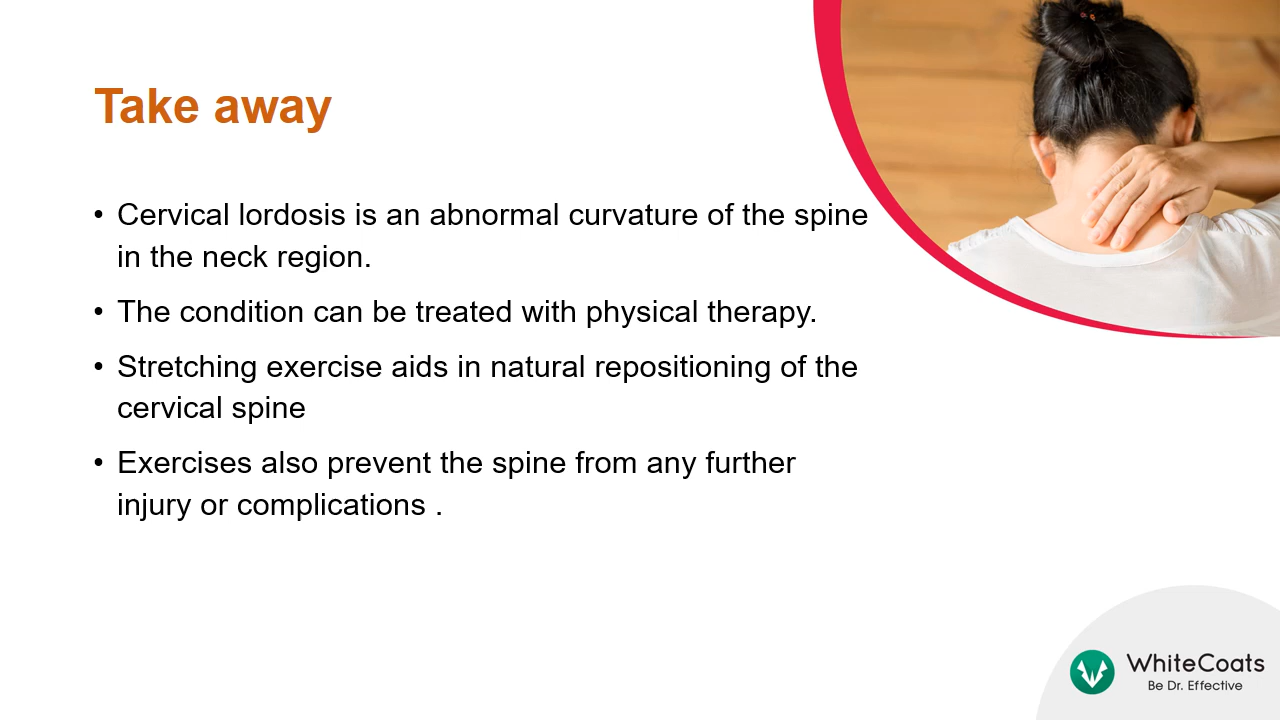 Take away
• Cervical lordosis is an abnormal curvature of the spine
in the neck region.
• The condition can be treated with physical therapy.
• Stretching exercise aids in natural repositioning of the
cervical spine
• Exercises also prevent the spine from any further
injury or complications .
WhiteCoats
Be Dr. Effective